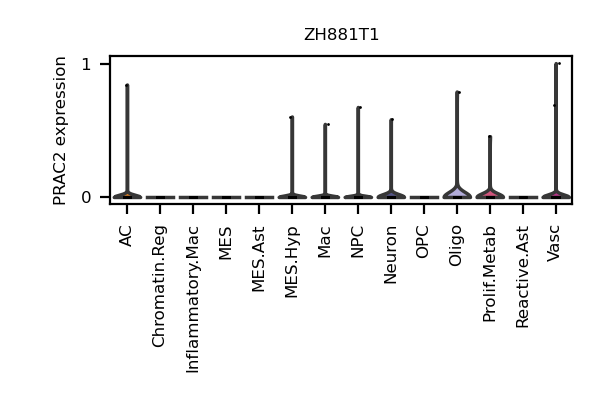 ZH881T1
PRAC2 expression
1
0
AC
Chromatin.Reg
Inflammatory.Mac
MES
MES.Ast
MES.Hyp
Mac
NPC
Neuron
OPC
Oligo
Prolif.Metab
Reactive.Ast
Vasc